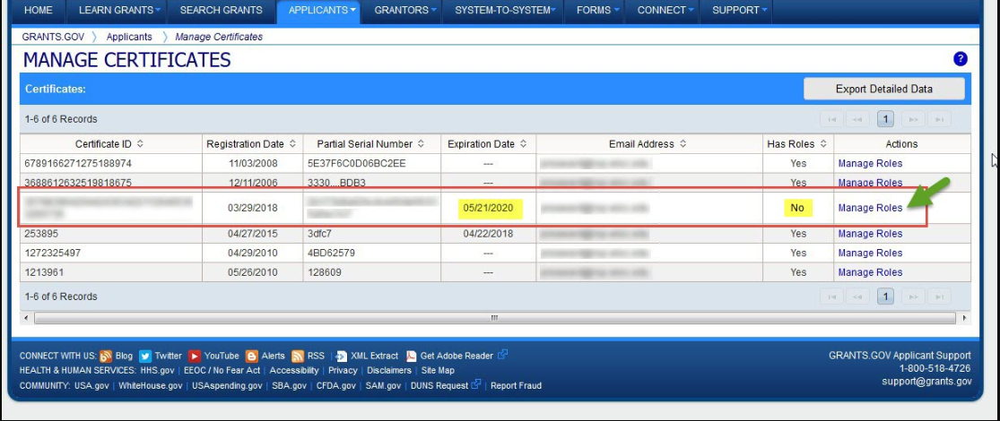 HOME LEARN GRANTS SEARCH GRANTS APPLICANTS GRANTORS SYSTEM-TO-SYSTEM FORMS CONNECT SUPPORT
GRANTS.GOV 〉 Applicants 〉 Manage Certificates
MANAGE CERTIFICATES ?
Certificates: Export Detailed Data
1-6 of 6 Records 1
Certificate ID Registration Date Partial Serial Number Expiration Date Email Address Has Roles Actions
6789166271275188974 11/03/2008 5E37F6C0D06BC2EE --- Yes Manage Roles
3688612632519818675 12/11/2006 3330....BDB3 --- Yes Manage Roles
03/29/2018 05/21/2020 No Manage Roles
253895 04/27/2015 3dfc7 04/22/2018 Yes Manage Roles
1272325497 04/29/2010 4BD62579 --- Yes Manage Roles
1213961 05/26/2010 128609 --- Yes Manage Roles
1-6 of 6 Records 1
CONNECT WITH US: Blog Twitter YouTube Alerts RSS | XML Extract Get Adobe Reader GRANTS.GOV Applicant Support
HEALTH & HUMAN SERVICES: HHS.gov | EEOC / No Fear Act | Accessibility | Privacy | Disclaimers | Site Map 1-800-518-4726
COMMUNITY: USA.gov | WhiteHouse.gov | USAspending.gov | SBA.gov | CFDA.gov | SAM.gov | DUNS Request | Report Fraud support@grants.gov